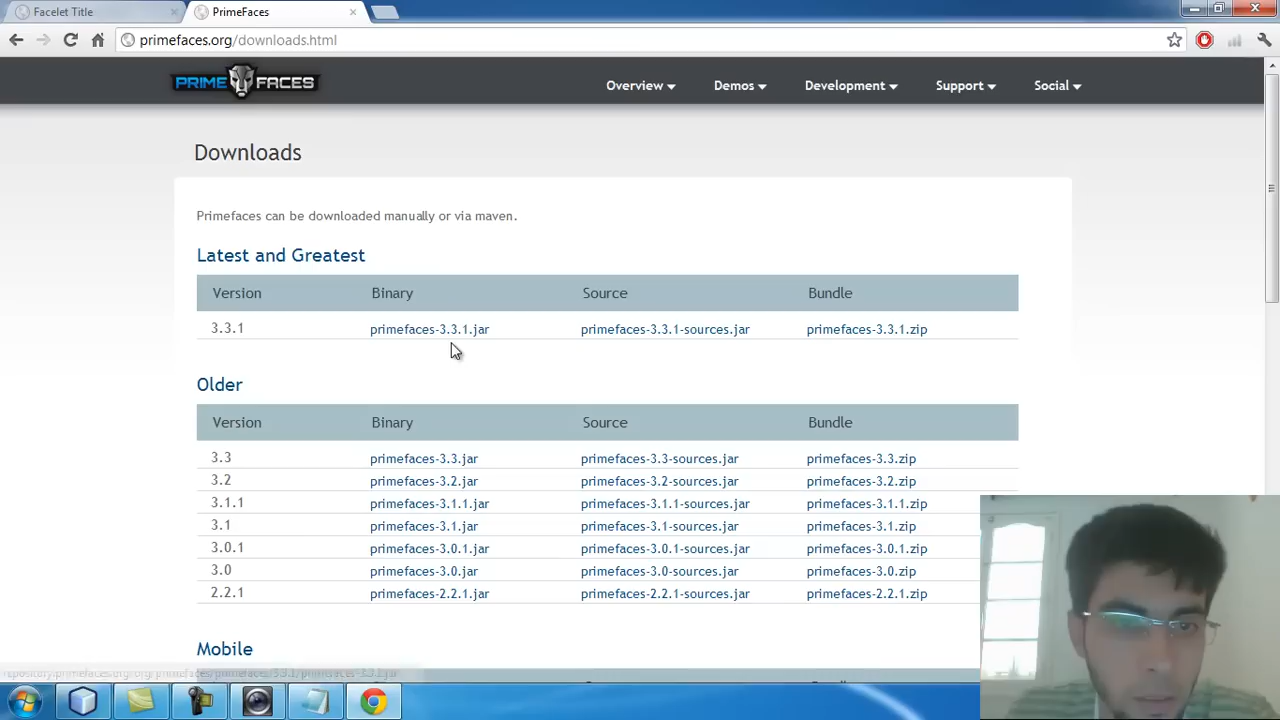 Facelet Title
PrimeFaces
primefaces.org/downloads.html
PRIME FACES
Overview Demos Development Support Social
Downloads
Primefaces can be downloaded manually or via maven.
Latest and Greatest
Version Binary Source Bundle
3.3.1 primefaces-3.3.1.jar primefaces-3.3.1-sources.jar primefaces-3.3.1.zip
Older
Version Binary Source Bundle
3.3 primefaces-3.3.jar primefaces-3.3-sources.jar primefaces-3.3.zip
3.2 primefaces-3.2.jar primefaces-3.2-sources.jar primefaces-3.2.zip
3.1.1 primefaces-3.1.1.jar primefaces-3.1.1-sources.jar primefaces-3.1.1.zip
3.1 primefaces-3.1.jar primefaces-3.1-sources.jar primefaces-3.1.zip
3.0.1 primefaces-3.0.1.jar primefaces-3.0.1-sources.jar primefaces-3.0.1.zip
3.0 primefaces-3.0.jar primefaces-3.0-sources.jar primefaces-3.0.zip
2.2.1 primefaces-2.2.1.jar primefaces-2.2.1-sources.jar primefaces-2.2.1.zip
Mobile